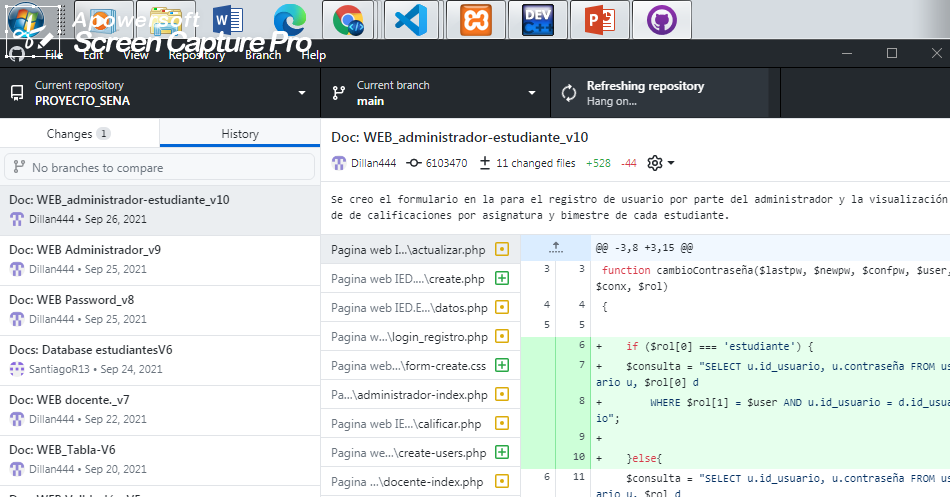 Apowersoft
Screen Capture Pro
File Edit View Repository Branch Help
Current repository
PROYECTO_SENA
Current branch
main
Refreshing repository
Hang on...
Changes 1
History
No branches to compare
Doc: WEB_administrador-estudiante_v10
Dillan444 • Sep 26, 2021
Doc: WEB Administrador_v9
Dillan444 • Sep 25, 2021
Doc: WEB Password_v8
Dillan444 • Sep 25, 2021
Docs: Database estudiantesV6
SantiagoR13 • Sep 24, 2021
Doc: WEB docente._v7
Dillan444 • Sep 22, 2021
Doc: WEB_Tabla-V6
Dillan444 • Sep 20, 2021
Doc: WEB_administrador-estudiante_v10
Dillan444 6103470 11 changed files +528 -44
Se creo el formulario en la para el registro de usuario por parte del administrador y la visualización
de de calificaciones por asignatura y bimestre de cada estudiante.
Pagina web I...\actualizar.php
Pagina web IED....\create.php
Pagina web IED.E...\datos.php
Pagina w...\login_registro.php
Pagina web...\form-create.css
Pa...\administrador-index.php
Pagina web IE...\calificar.php
Pagina we...\create-users.php
Pagina ...\docente-index.php
@@ -3,8 +3,15 @@
3 3 function cambioContraseña($lastpw, $newpw, $confpw, $user,
$conx, $rol)
4 4 {
5 5
6 + if ($rol[0] === 'estudiante') {
7 + $consulta = "SELECT u.id_usuario, u.contraseña FROM us
ario u, $rol[0] d
8 + WHERE $rol[1] = $user AND u.id_usuario = d.id_usua
io";
9 +
10 + }else{
6 11 $consulta = "SELECT u.id_usuario, u.contraseña FROM us
ario u, $rol d